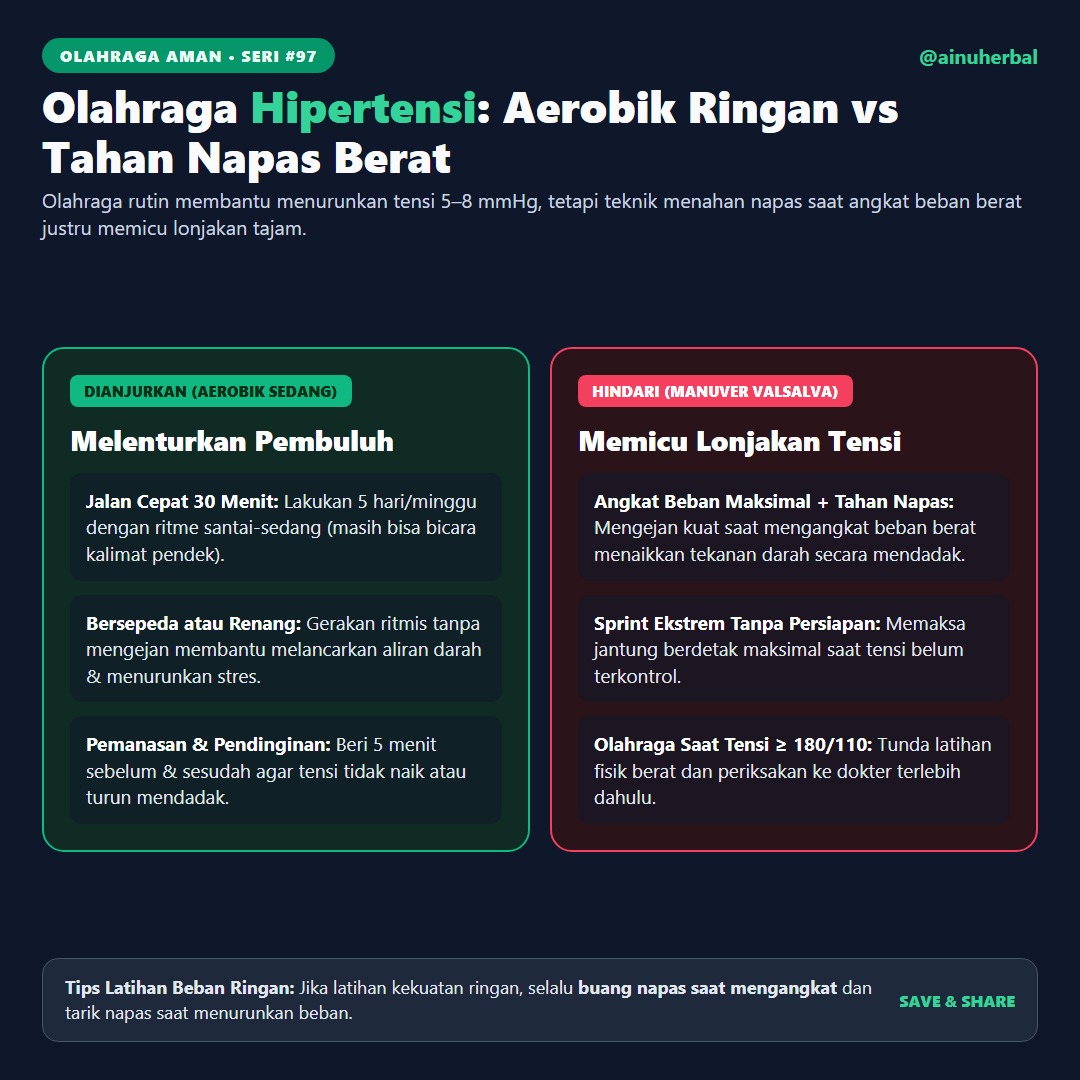 OLAHRAGA AMAN • SERI #97
@ainuherbal
Olahraga Hipertensi: Aerobik Ringan vs
Tahan Napas Berat
Olahraga rutin membantu menurunkan tensi 5–8 mmHg, tetapi teknik menahan napas saat angkat beban berat
justru memicu lonjakan tajam.
DIANJURKAN (AEROBIK SEDANG)
Melenturkan Pembuluh
Jalan Cepat 30 Menit: Lakukan 5 hari/minggu
dengan ritme santai-sedang (masih bisa bicara
kalimat pendek).
Bersepeda atau Renang: Gerakan ritmis tanpa
mengejan membantu melancarkan aliran darah
& menurunkan stres.
Pemanasan & Pendinginan: Beri 5 menit
sebelum & sesudah agar tensi tidak naik atau
turun mendadak.
HINDARI (MANUVER VALSALVA)
Memicu Lonjakan Tensi
Angkat Beban Maksimal + Tahan Napas:
Mengejan kuat saat mengangkat beban berat
menaikkan tekanan darah secara mendadak.
Sprint Ekstrem Tanpa Persiapan: Memaksa
jantung berdetak maksimal saat tensi belum
terkontrol.
Olahraga Saat Tensi ≥ 180/110: Tunda latihan
fisik berat dan periksakan ke dokter terlebih
dahulu.
Tips Latihan Beban Ringan: Jika latihan kekuatan ringan, selalu buang napas saat mengangkat dan
tarik napas saat menurunkan beban.
SAVE & SHARE